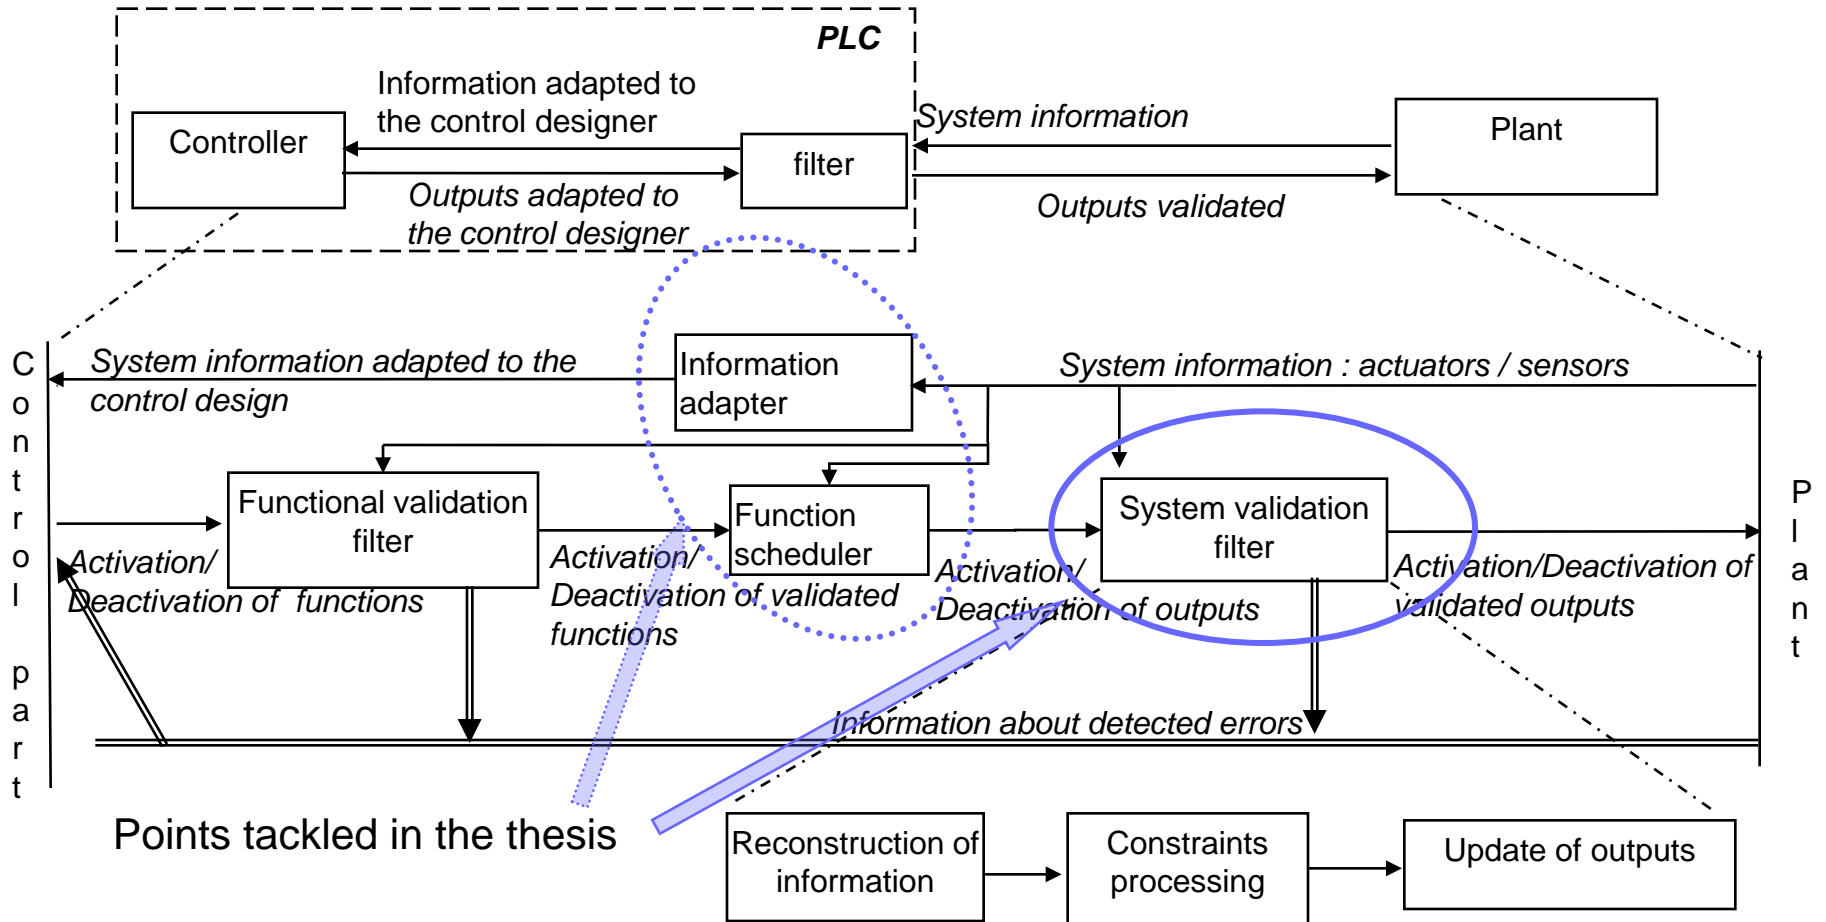 PLC
Information adapted to
the control designer
System information
Controller
filter
Plant
Outputs adapted to
the control designer
Outputs validated
Control part
System information adapted to the
control design
Information
adapter
System information : actuators / sensors
Functional validation
filter
Function
scheduler
System validation
filter
Plant
Activation/
Deactivation of functions
Activation/
Deactivation of validated
functions
Activation/
Deactivation of outputs
Activation/Deactivation of
validated outputs
Information about detected errors
Points tackled in the thesis
Reconstruction of
information
Constraints
processing
Update of outputs